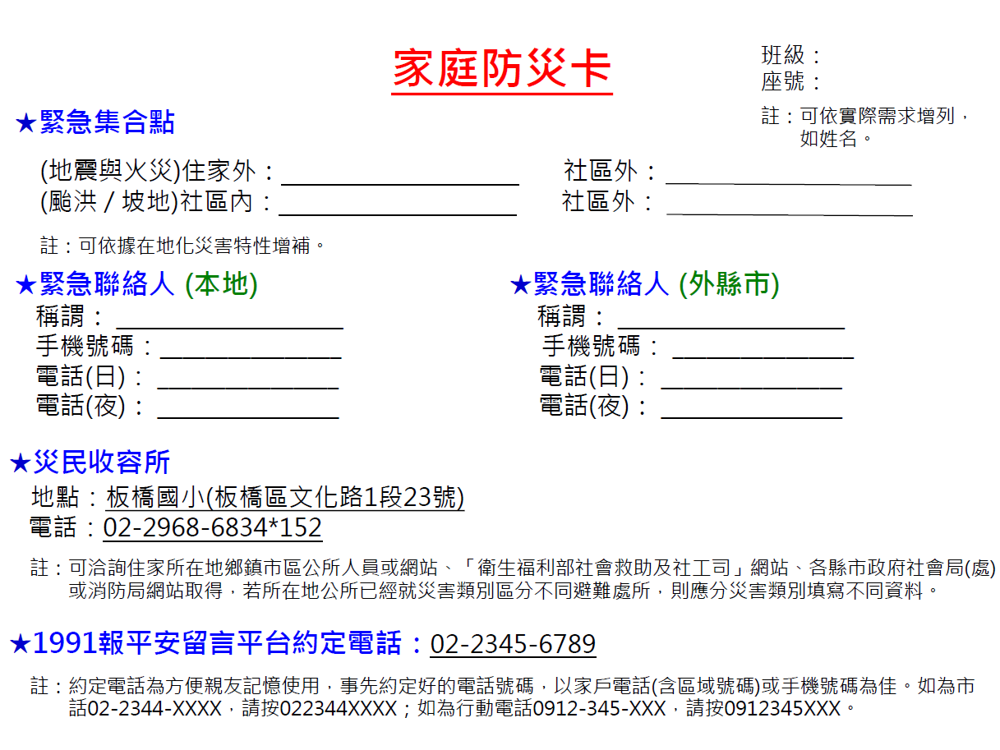 家庭防災卡
班級：
座號：
註：可依實際需求增列，
如姓名。
★緊急集合點
(地震與火災)住家外：
社區外：
(颱洪／坡地)社區內：
社區外：
註：可依據在地化災害特性增補。
★緊急聯絡人 (本地)
稱謂：
手機號碼：
電話(日)：
電話(夜)：
★緊急聯絡人 (外縣市)
稱謂：
手機號碼：
電話(日)：
電話(夜)：
★災民收容所
地點：板橋國小(板橋區文化路1段23號)
電話：02-2968-6834*152
註：可洽詢住家所在地鄉鎮市區公所人員或網站、「衛生福利部社會救助及社工司」網站、各縣市政府社會局(處)
或消防局網站取得，若所在地公所已經就災害類別區分不同避難處所，則應分災害類別填寫不同資料。
★1991報平安留言平台約定電話：02-2345-6789
註：約定電話為方便親友記憶使用，事先約定好的電話號碼，以家戶電話(含區域號碼)或手機號碼為佳。如為市
話02-2344-XXXX，請按022344XXXX；如為行動電話0912-345-XXX，請按0912345XXX。